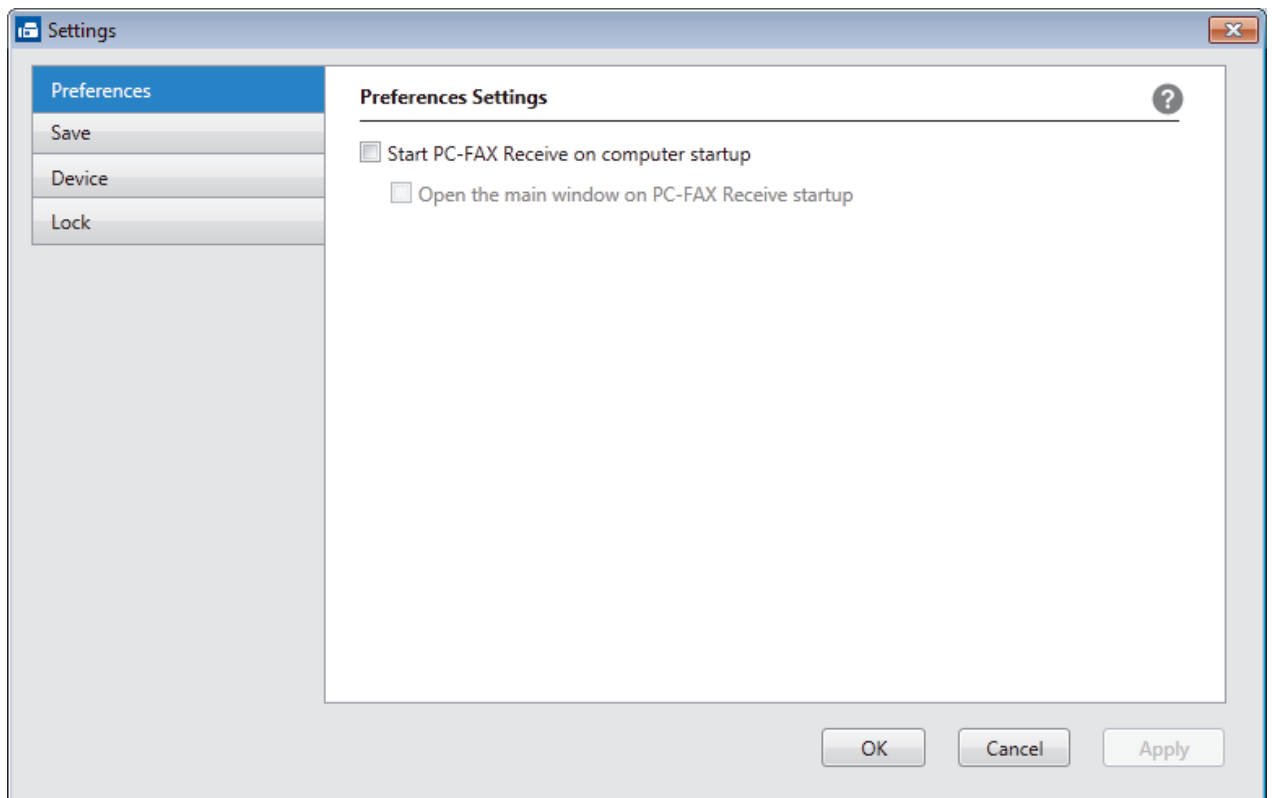 Settings
Preferences
Save
Device
Lock
Preferences Settings
?
Start PC-FAX Receive on computer startup
Open the main window on PC-FAX Receive startup
OK
Cancel
Apply